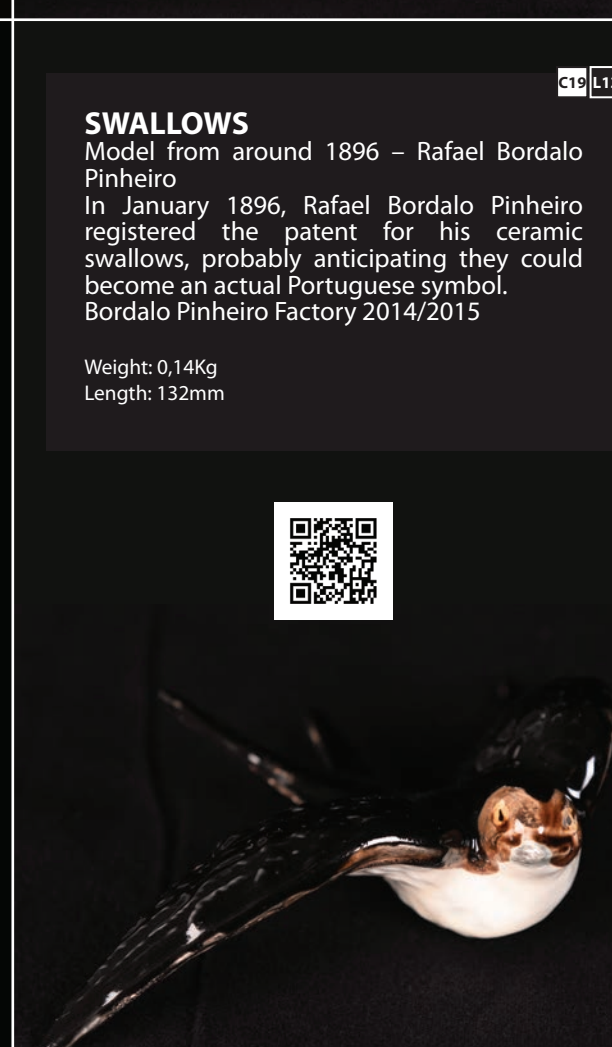 C19
SWALLOWS
Model from around 1896 – Rafael Bordalo
Pinheiro
In January 1896, Rafael Bordalo Pinheiro
registered the patent for his ceramic
swallows, probably anticipating they could
become an actual Portuguese symbol.
Bordalo Pinheiro Factory 2014/2015
Weight: 0,14Kg
Length: 132mm